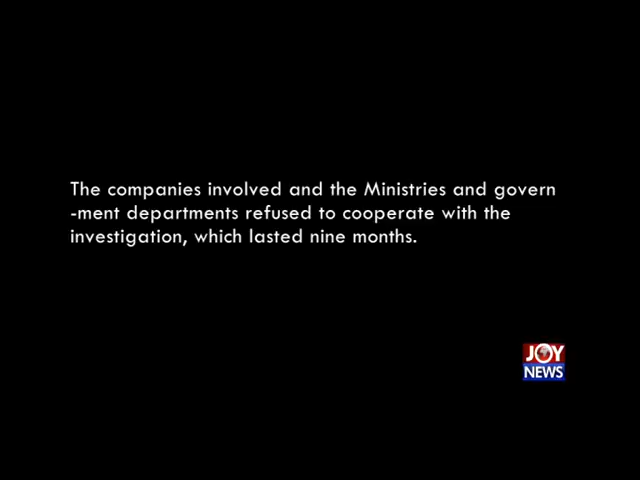 The companies involved and the Ministries and govern
-ment departments refused to cooperate with the
investigation, which lasted nine months.
JOY
NEWS